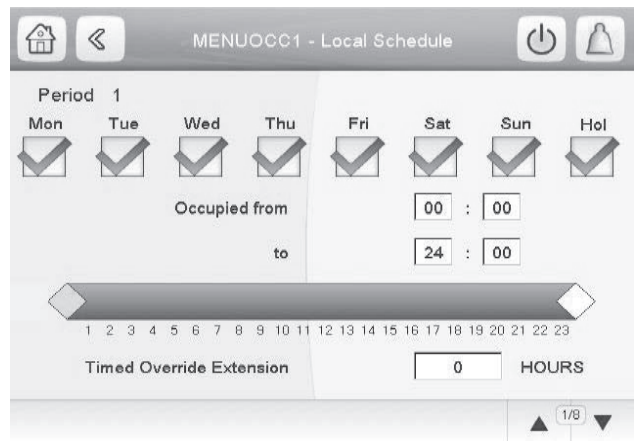 MENUOCC1 - Local Schedule
Period 1
Mon Tue Wed Thu Fri Sat Sun Hol
Occupied from 00 : 00
to 24 : 00
1 2 3 4 5 6 7 8 9 10 11 12 13 14 15 16 17 18 19 20 21 22 23
Timed Override Extension 0 HOURS
1/8